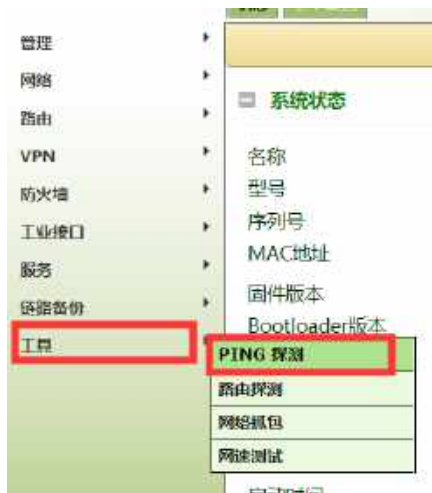 管理
网络
路由
VPN
防火墙
工业接口
服务
链路备份
工具
系统状态
名称
型号
序列号
MAC地址
固件版本
Bootloader版本
PING 探测
路由探测
网络抓包
网速测试